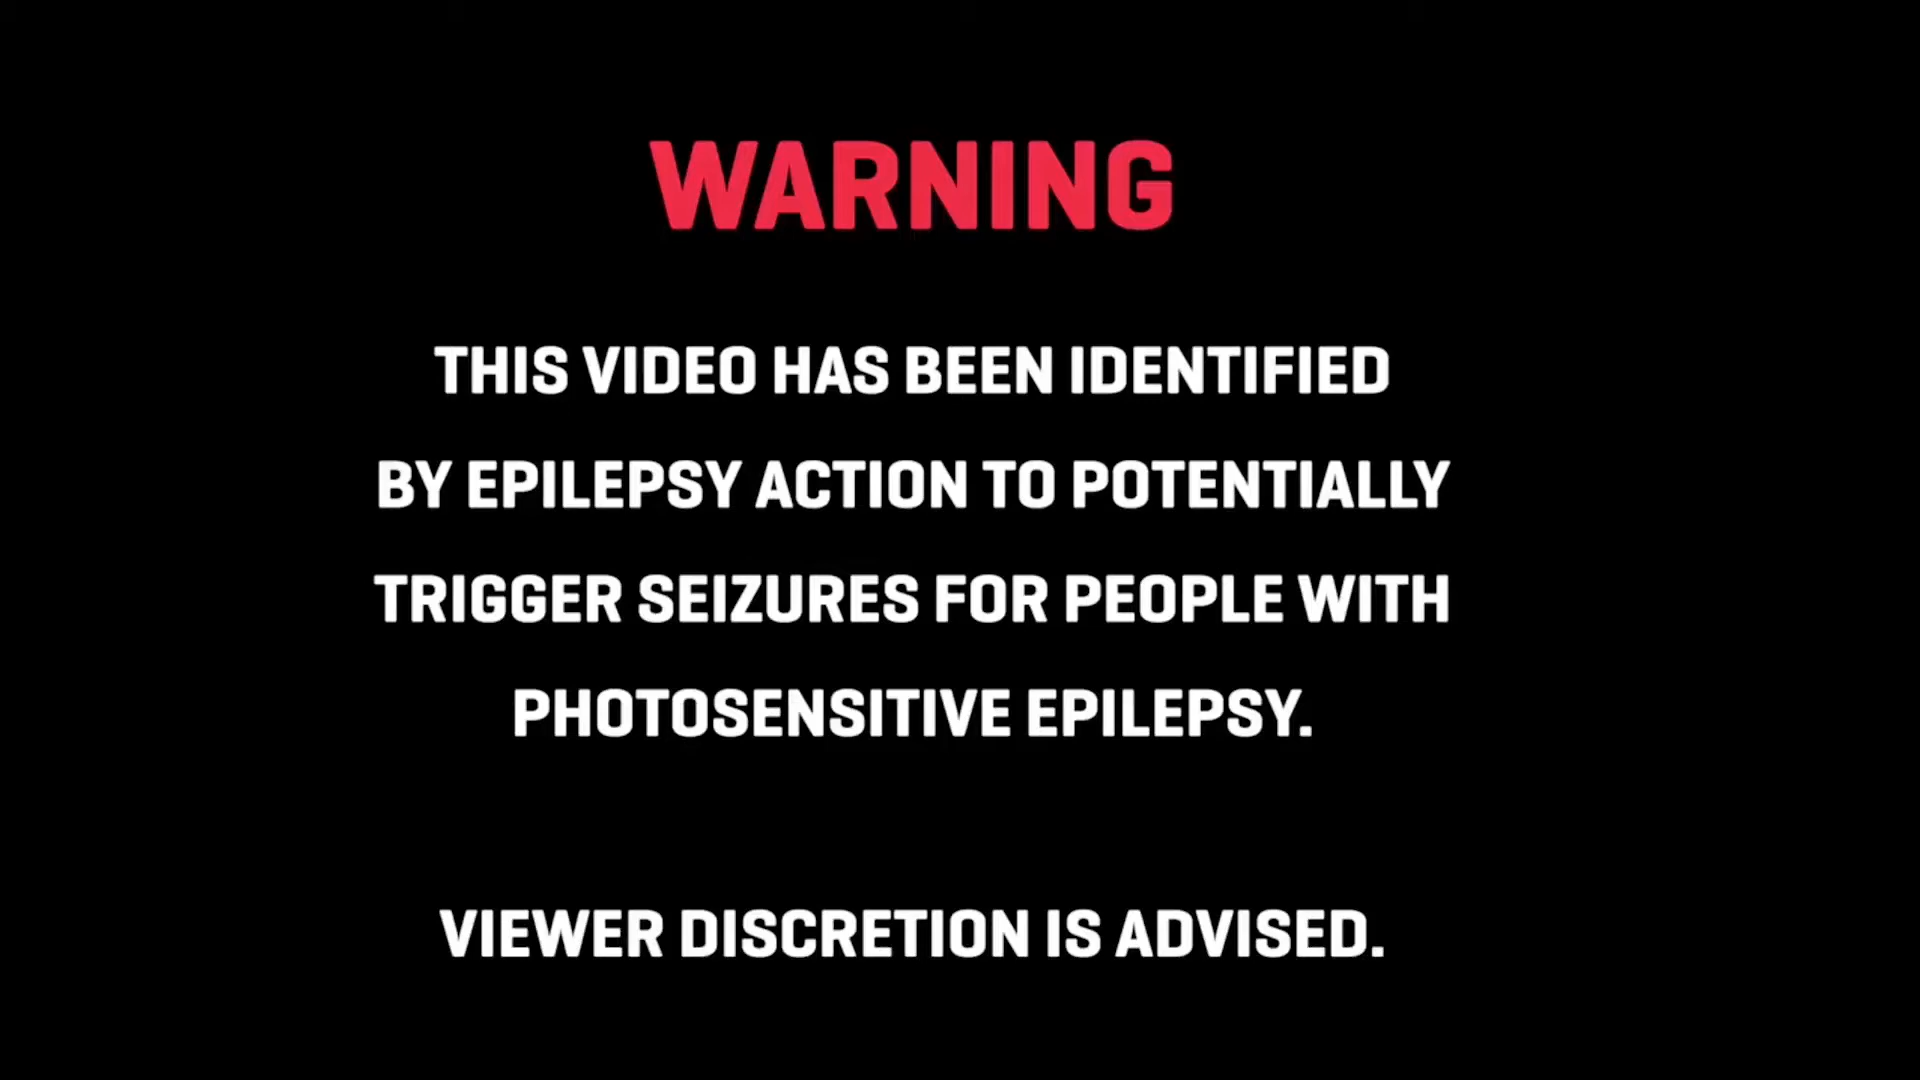 WARNING
THIS VIDEO HAS BEEN IDENTIFIED
BY EPILEPSY ACTION TO POTENTIALLY
TRIGGER SEIZURES FOR PEOPLE WITH
PHOTOSENSITIVE EPILEPSY.
VIEWER DISCRETION IS ADVISED.